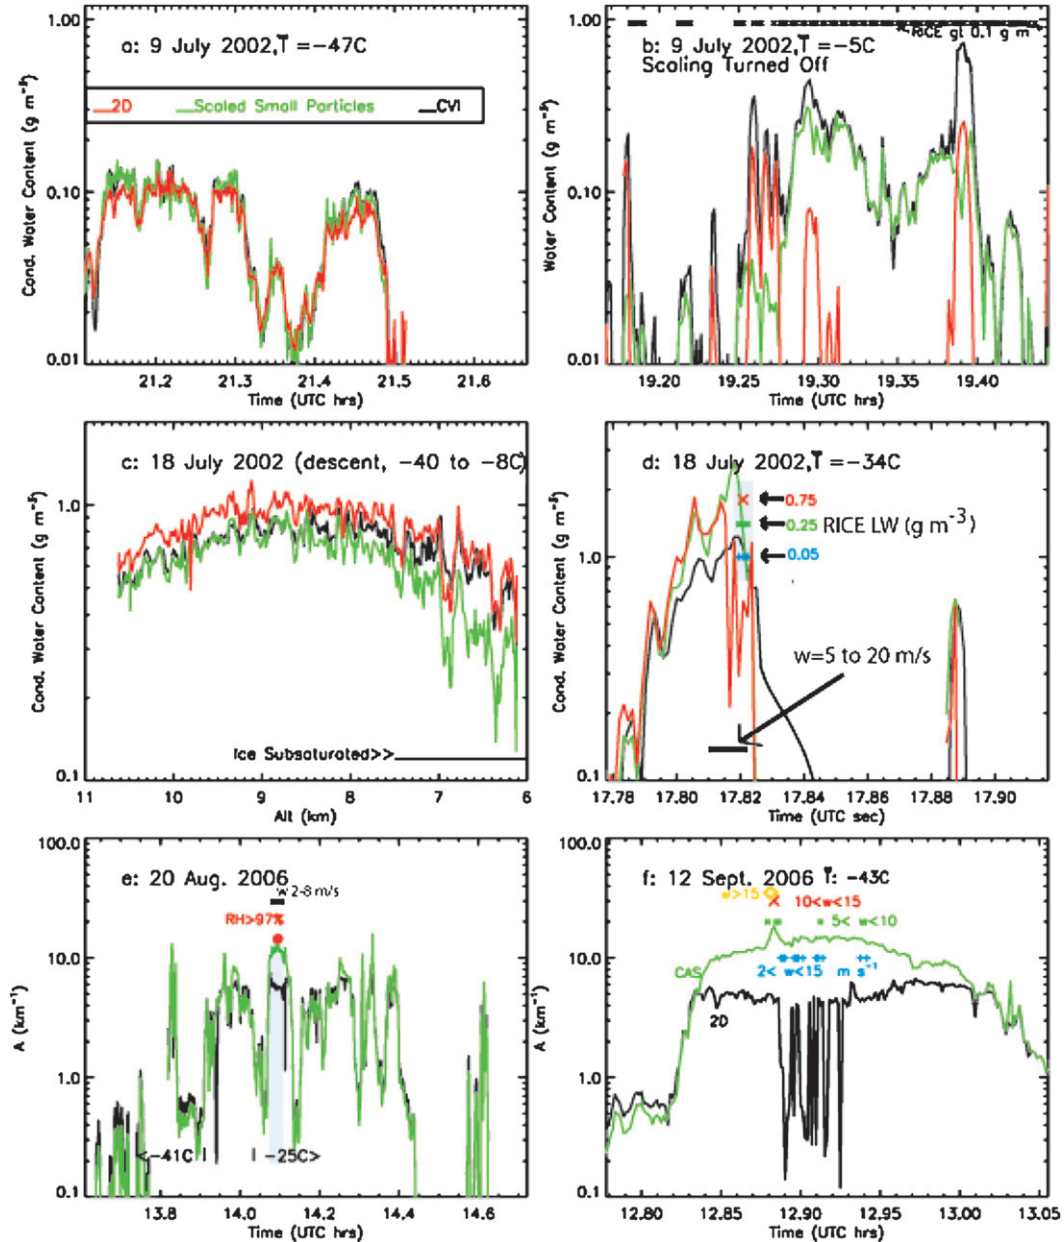 a: 9 July 2002, T̅ = -47C
2D
Scaled Small Particles
CVI
Cond. Water Content (g m⁻³)
1.00
0.10
0.01
21.2
21.3
21.4
21.5
21.6
Time (UTC hrs)
b: 9 July 2002, T̅ = -5C
Scaling Turned Off
RICE gt 0.1 g m⁻³
Water Content (g m⁻³)
1.00
0.10
0.01
19.20
19.25
19.30
19.35
19.40
Time (UTC hrs)
c: 18 July 2002 (descent, -40 to -8C)
Cond. Water Content (g m⁻³)
1.0
0.1
Ice Subsaturated>>
11
10
9
8
7
6
Alt (km)
d: 18 July 2002, T̅ = -34C
0.75
0.25 RICE LW (g m⁻³)
0.05
w=5 to 20 m/s
Cond. Water Content (g m⁻³)
1.0
0.1
17.78
17.80
17.82
17.84
17.86
17.88
17.90
Time (UTC sec)
e: 20 Aug. 2006
w 2-8 m/s
RH>97%
A (km⁻¹)
100.0
10.0
1.0
0.1
<-41C |
| -25C>
13.8
14.0
14.2
14.4
14.6
Time (UTC hrs)
f: 12 Sept. 2006 T̅: -43C
w>15
10<w<15
5< w<10
CAS
2< w<15 m s⁻¹
2D
A (km⁻¹)
100.0
10.0
1.0
0.1
12.80
12.85
12.90
12.95
13.00
13.05
Time (UTC hrs)